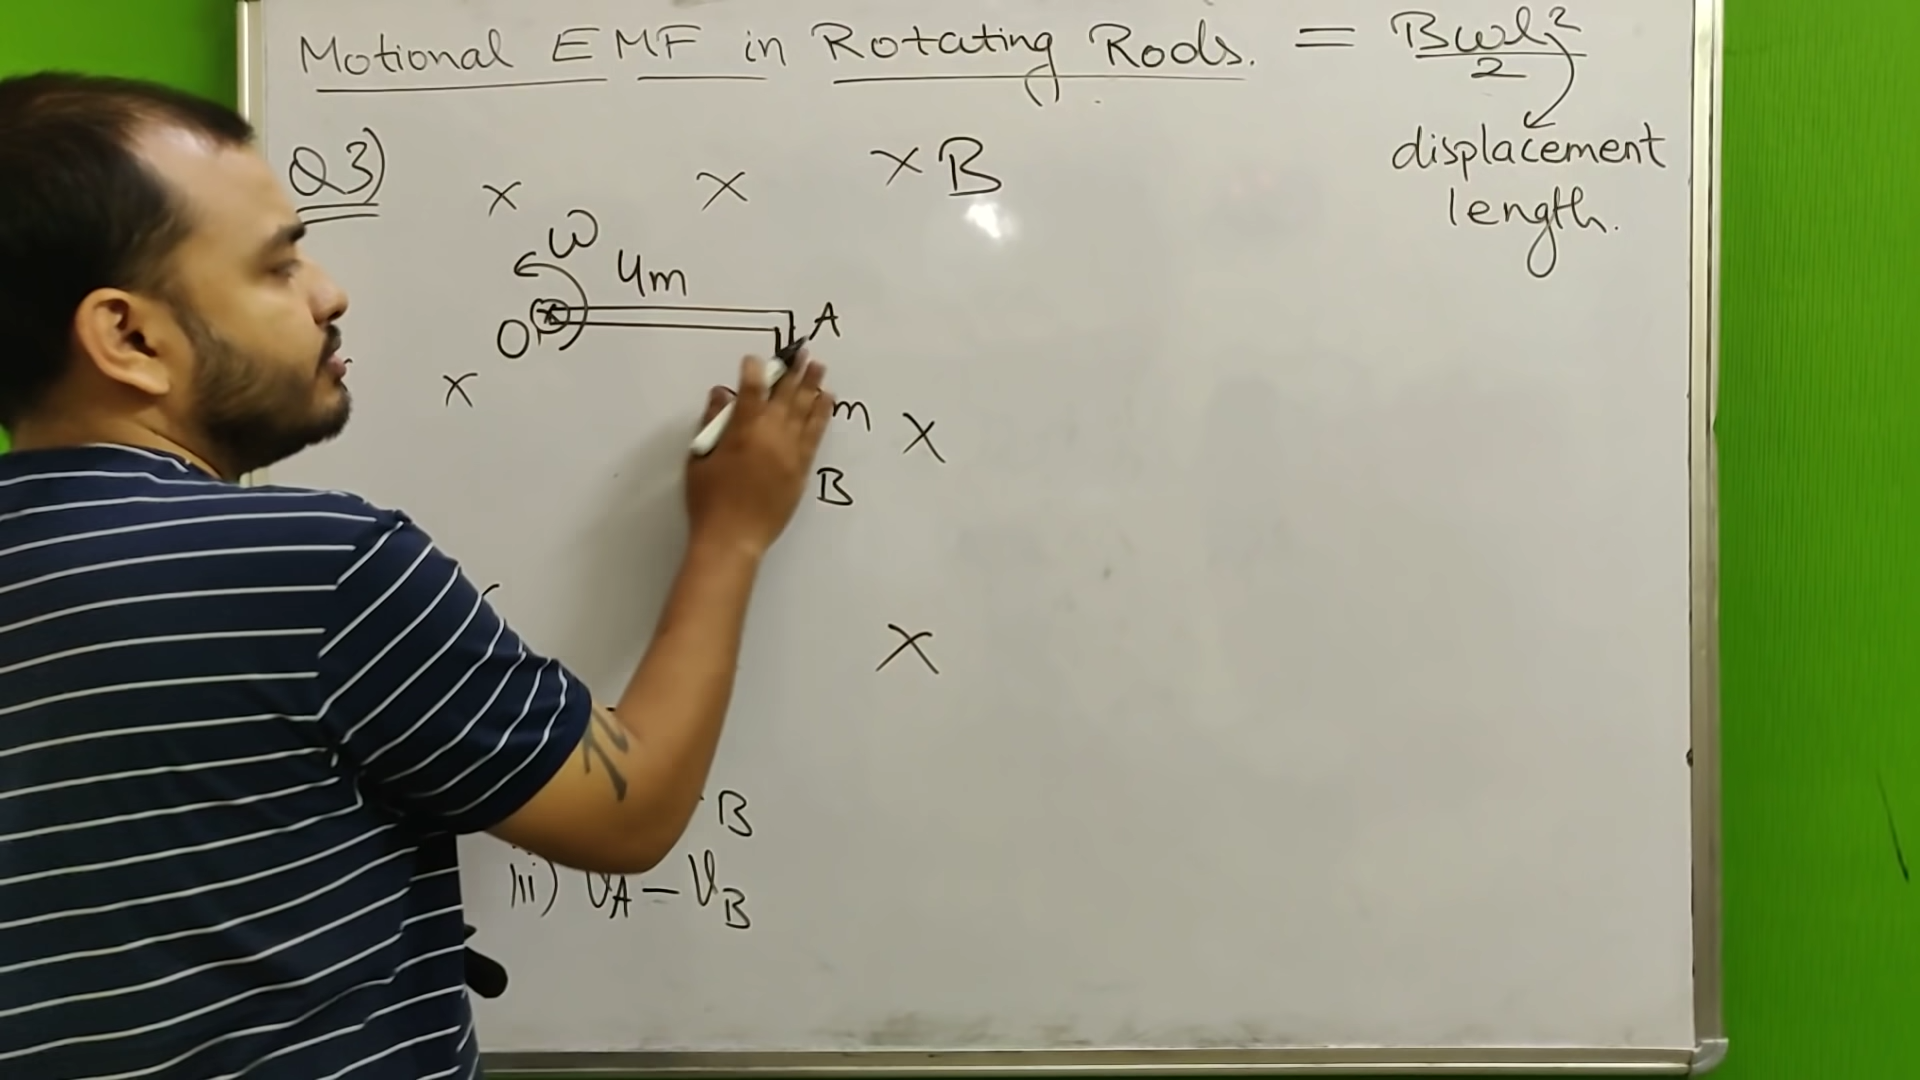 Motional EMF in Rotating Rods. = Bωl²/2
displacement
length.
Q3)
x x x B
ω
4m
O A
x m x
B
x
B
iii) VA - VB